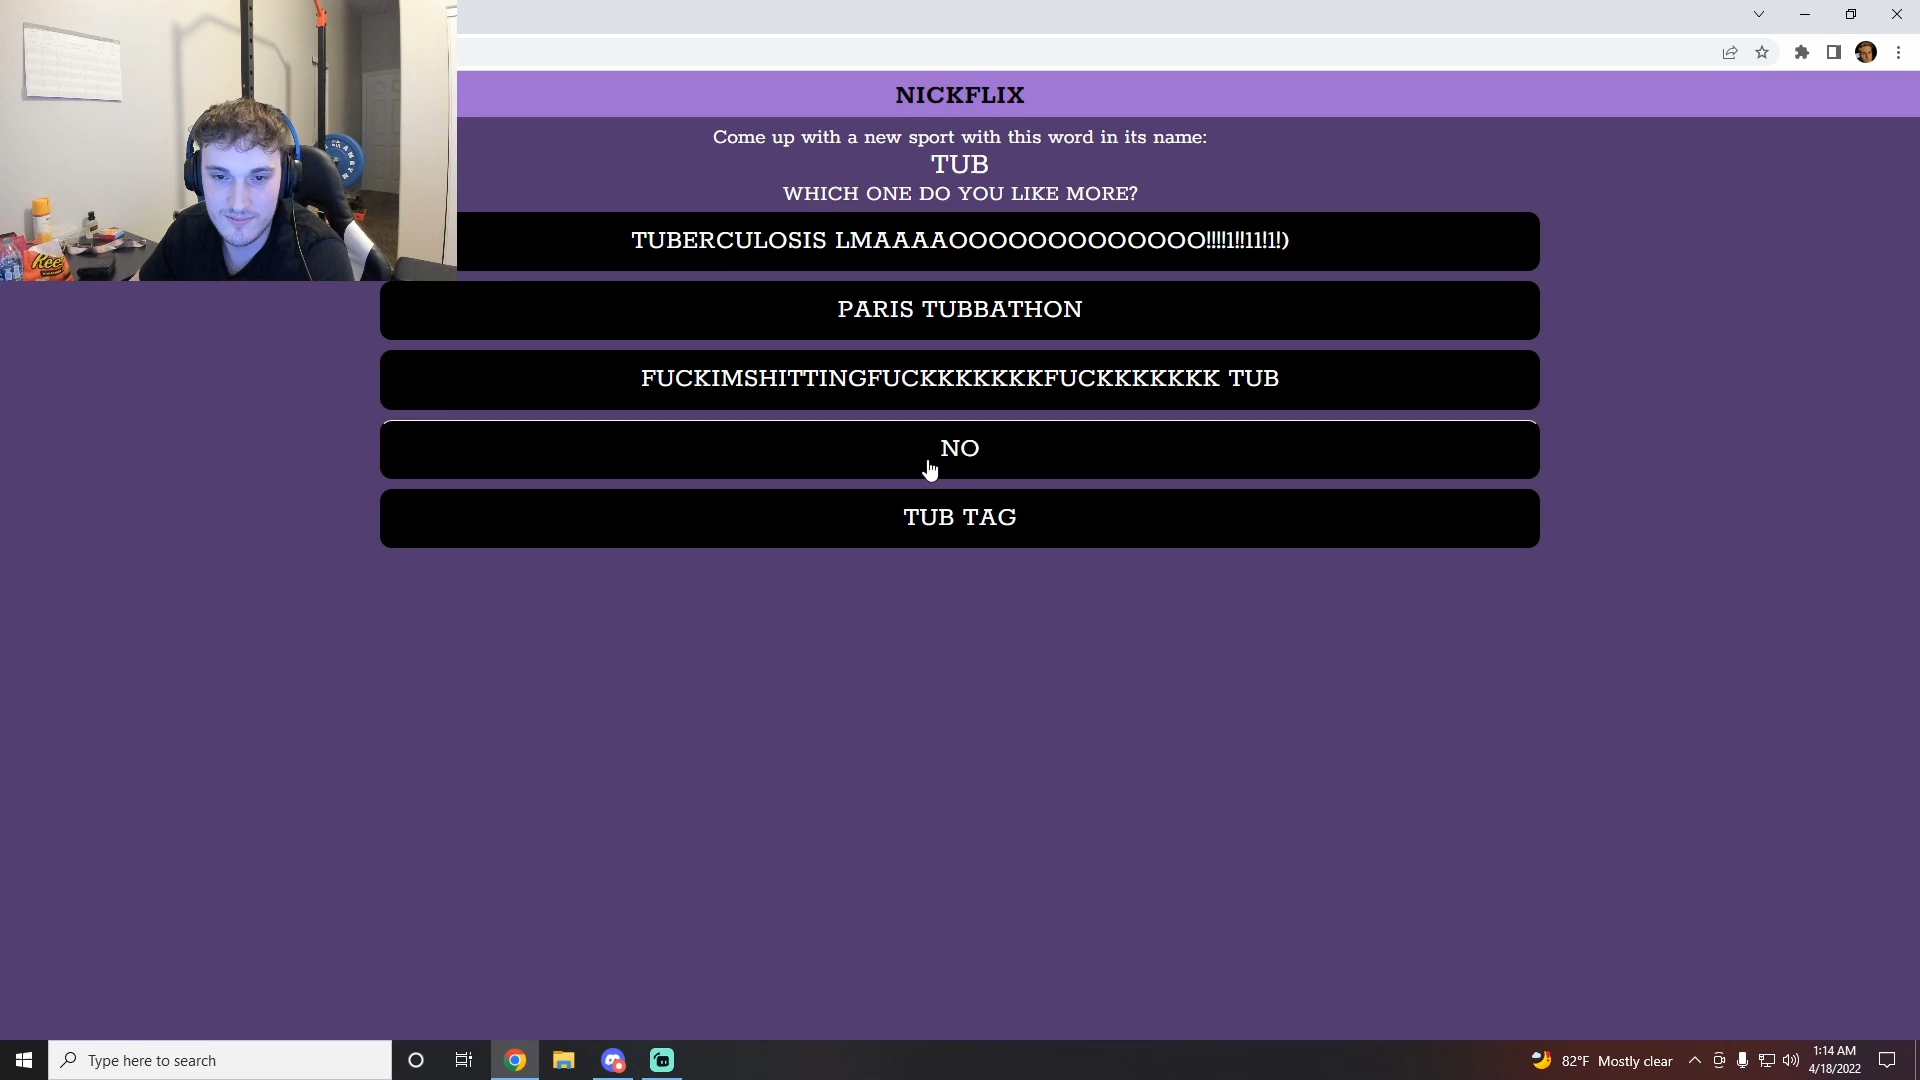 NICKFLIX
Come up with a new sport with this word in its name:
TUB
WHICH ONE DO YOU LIKE MORE?
TUBERCULOSIS LMAAAAOOOOOOOOOOOOO!!!!1!!11!1!)
PARIS TUBBATHON
FUCKIMSHITTINGFUCKKKKKKKFUCKKKKKKK TUB
NO
TUB TAG
Type here to search
82°F Mostly clear
1:14 AM
4/18/2022